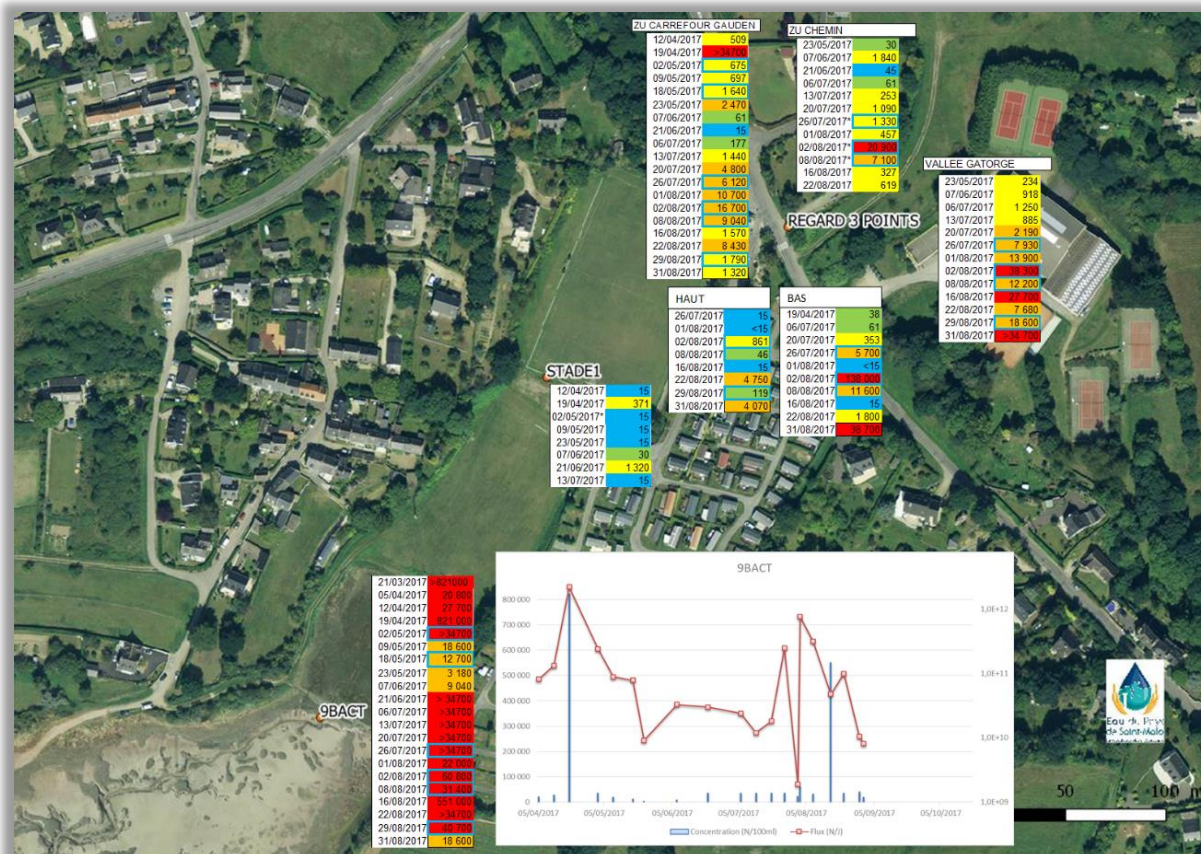 ZU CARREFOUR GAUDEN
12/04/2017 509
19/04/2017 >34700
02/05/2017 675
09/05/2017 697
18/05/2017 1 640
23/05/2017 2 470
07/06/2017 61
21/06/2017 15
06/07/2017 177
13/07/2017 1 440
20/07/2017 4 800
26/07/2017 6 120
01/08/2017 10 700
02/08/2017 16 700
08/08/2017 9 040
16/08/2017 1 570
22/08/2017 8 430
29/08/2017 1 790
31/08/2017 1 320
ZU CHEMIN
23/05/2017 30
07/06/2017 1 840
21/06/2017 45
06/07/2017 61
13/07/2017 253
20/07/2017 1 090
26/07/2017* 1 330
01/08/2017 457
02/08/2017* 20 900
08/08/2017* 7 100
16/08/2017 327
22/08/2017 619
VALLEE GATORGE
23/05/2017 234
07/06/2017 918
06/07/2017 1 250
13/07/2017 885
20/07/2017 2 190
26/07/2017 7 930
01/08/2017 13 900
02/08/2017 38 300
08/08/2017 12 200
16/08/2017 27 700
22/08/2017 7 680
29/08/2017 18 600
31/08/2017 >34 700
REGARD 3 POINTS
HAUT
26/07/2017 15
01/08/2017 <15
02/08/2017 861
08/08/2017 46
16/08/2017 15
22/08/2017 4 750
29/08/2017 119
31/08/2017 4 070
BAS
19/04/2017 38
06/07/2017 61
20/07/2017 353
26/07/2017 5 700
01/08/2017 <15
02/08/2017 138 000
08/08/2017 11 600
16/08/2017 15
22/08/2017 1 800
31/08/2017 38 700
STADE1
12/04/2017 15
19/04/2017 371
02/05/2017* 15
09/05/2017 15
23/05/2017 15
07/06/2017 30
21/06/2017 1 320
13/07/2017 15
21/03/2017 >821000
05/04/2017 20 800
12/04/2017 27 700
19/04/2017 821 000
02/05/2017 >34700
09/05/2017 18 600
18/05/2017 12 700
23/05/2017 3 180
07/06/2017 9 040
21/06/2017 > 34700
06/07/2017 >34700
13/07/2017 >34700
20/07/2017 >34700
26/07/2017 >34700
01/08/2017 22 000
02/08/2017 60 800
08/08/2017 31 400
16/08/2017 551 000
22/08/2017 >34700
29/08/2017 40 700
31/08/2017 18 600
9BACT
9BACT
800 000
700 000
600 000
500 000
400 000
300 000
200 000
100 000
0
1,0E+12
1,0E+11
1,0E+10
1,0E+09
05/04/2017 05/05/2017 05/06/2017 05/07/2017 05/08/2017 05/09/2017 05/10/2017
Concentration (N/100ml) Flux (N/J)
Eau du Pays
de Saint-Malo
50 100 m